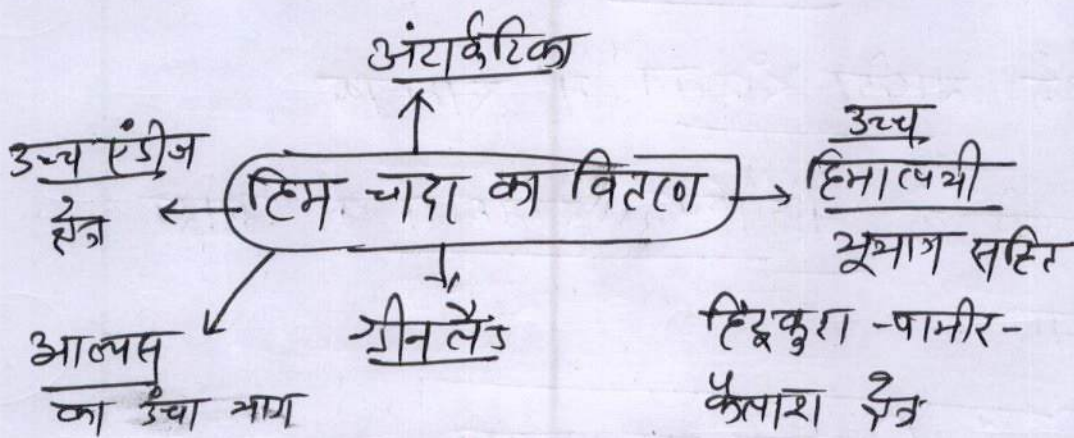 अंटार्कटिका
उच्च एंडीज
क्षेत्र
हिम चादर का वितरण
उच्च
हिमालयी
भूभाग सहित
हिंदूकुश -पामीर-
कैलाश क्षेत्र
ग्रीनलैंड
आल्पस
का ऊंचा भाग